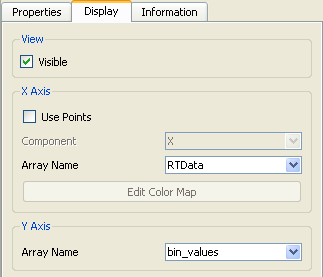 Properties Display Information
View
Visible
X Axis
Use Points
Component X
Array Name RTData
Edit Color Map
Y Axis
Array Name bin_values